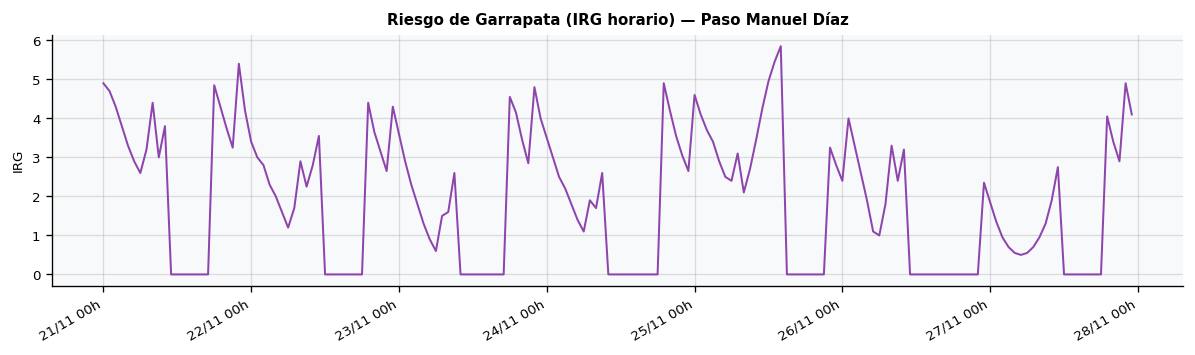 Riesgo de Garrapata (IRG horario) — Paso Manuel Díaz
IRG
6
5
4
3
2
1
0
21/11 00h
22/11 00h
23/11 00h
24/11 00h
25/11 00h
26/11 00h
27/11 00h
28/11 00h